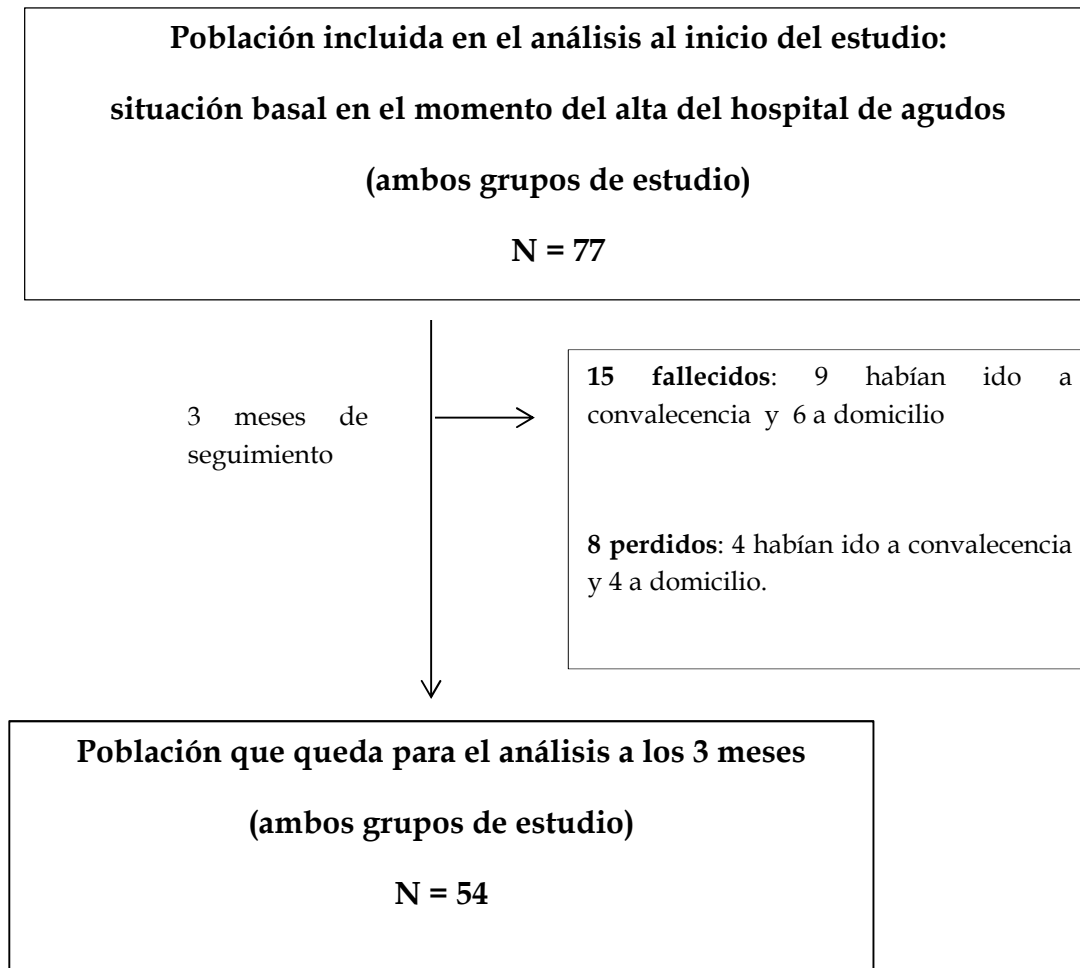 Población incluida en el análisis al inicio del estudio:
situación basal en el momento del alta del hospital de agudos
(ambos grupos de estudio)
N = 77
3 meses de
seguimiento
15 fallecidos: 9 habían ido a
convalecencia y 6 a domicilio
8 perdidos: 4 habían ido a convalecencia
y 4 a domicilio.
Población que queda para el análisis a los 3 meses
(ambos grupos de estudio)
N = 54